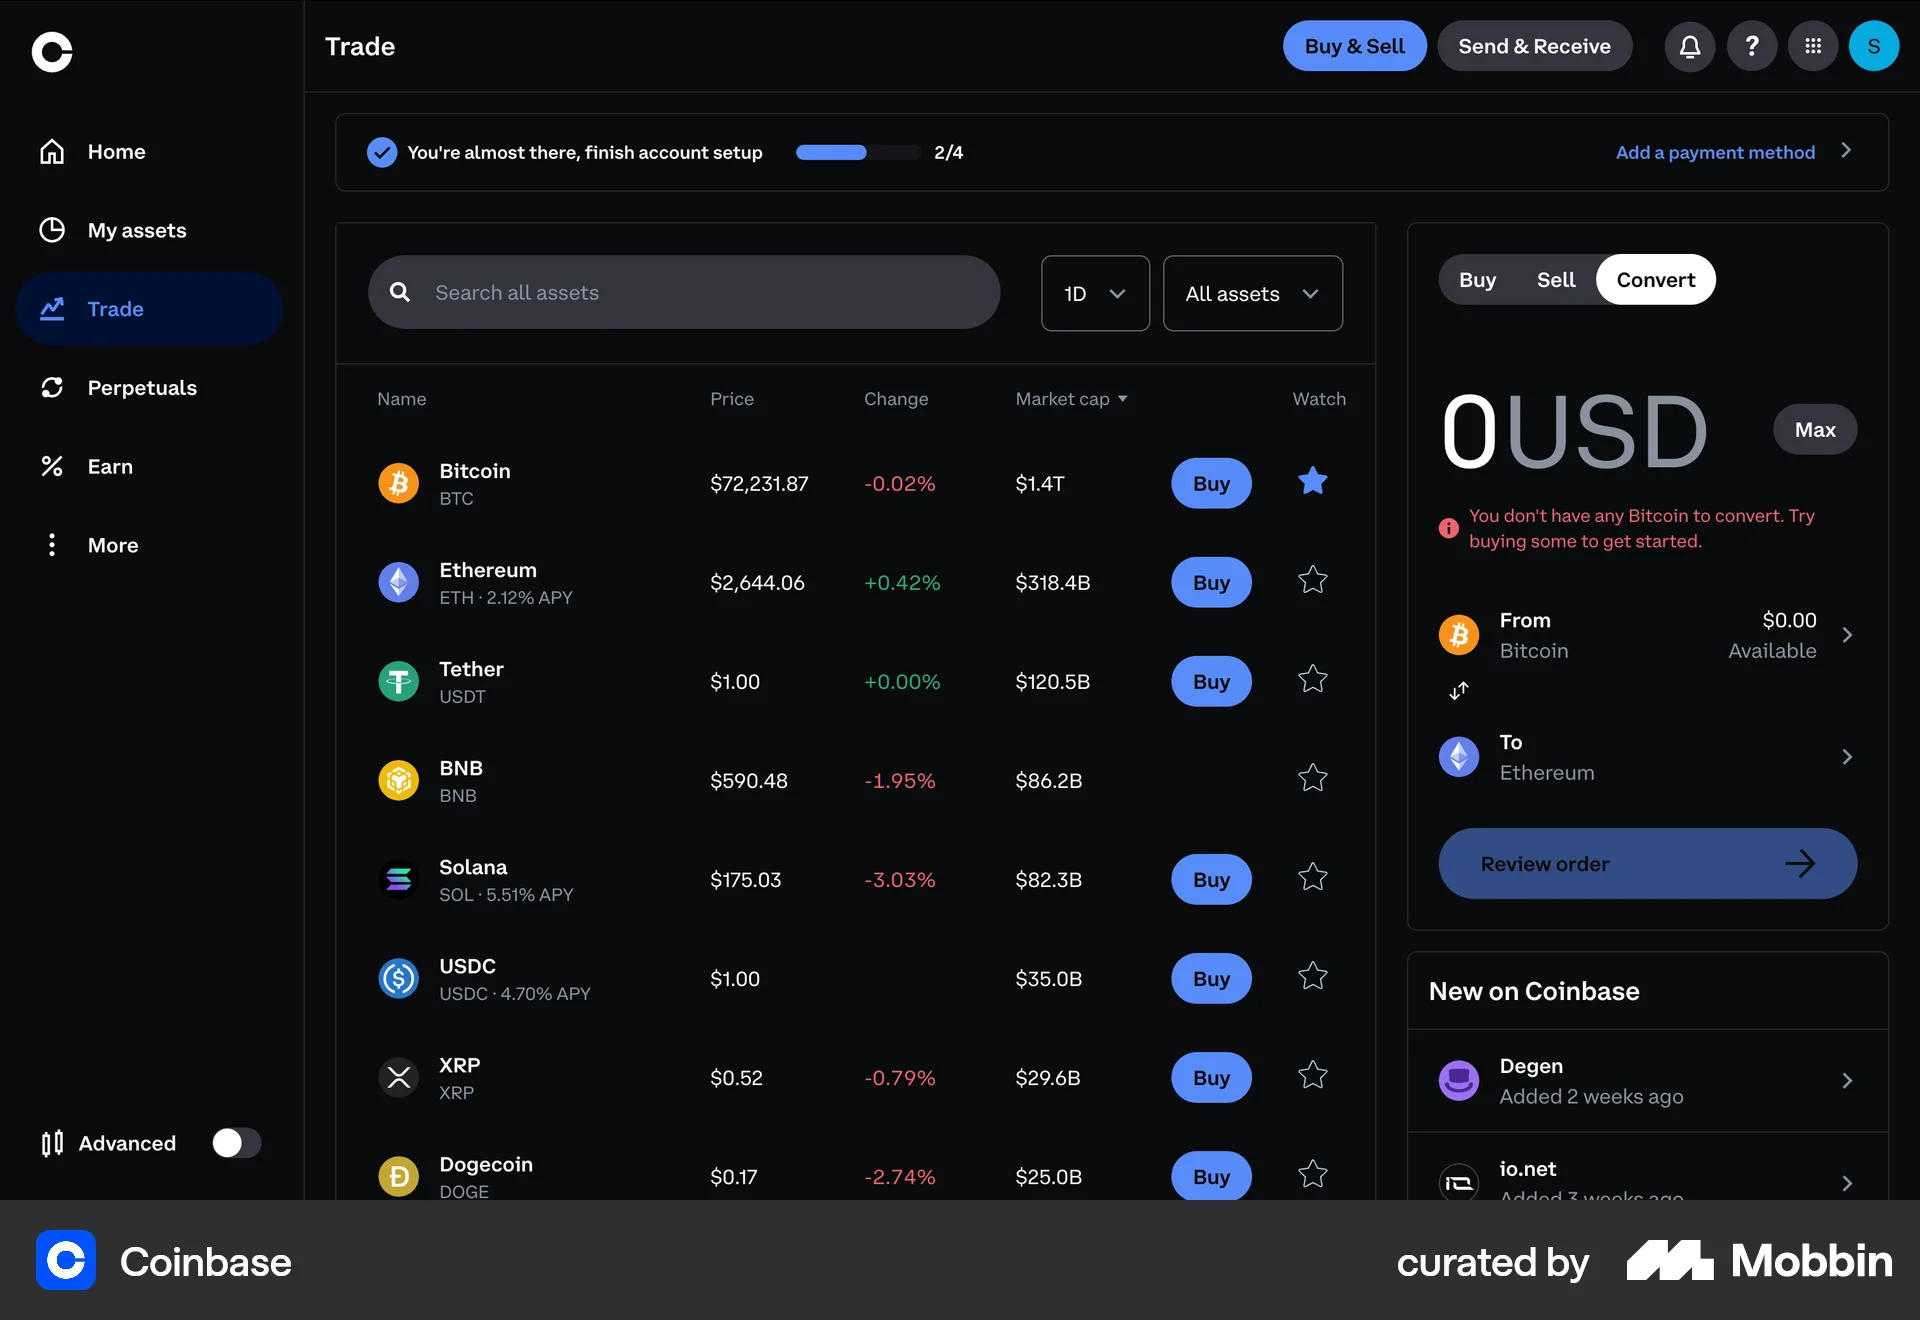 Trade
Buy & Sell
Send & Receive
?
S
Home
My assets
Trade
Perpetuals
Earn
More
Advanced
You're almost there, finish account setup
2/4
Add a payment method
Search all assets
1D
All assets
Name Price Change Market cap Watch
Bitcoin
BTC
$72,231.87 -0.02% $1.4T Buy
Ethereum
ETH · 2.12% APY
$2,644.06 +0.42% $318.4B Buy
Tether
USDT
$1.00 +0.00% $120.5B Buy
BNB
BNB
$590.48 -1.95% $86.2B
Solana
SOL · 5.51% APY
$175.03 -3.03% $82.3B Buy
USDC
USDC · 4.70% APY
$1.00 $35.0B Buy
XRP
XRP
$0.52 -0.79% $29.6B Buy
Dogecoin
DOGE
$0.17 -2.74% $25.0B Buy
Buy Sell Convert
0USD
Max
You don't have any Bitcoin to convert. Try
buying some to get started.
From
Bitcoin
$0.00
Available
To
Ethereum
Review order
New on Coinbase
Degen
Added 2 weeks ago
io.net
Added 3 weeks ago
Coinbase
curated by Mobbin